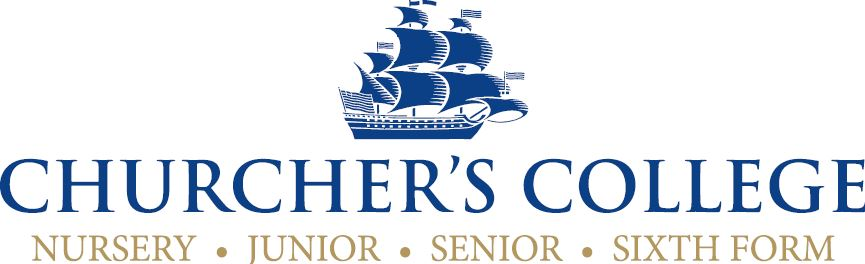 CHURCHER'S COLLEGE
NURSERY • JUNIOR • SENIOR • SIXTH FORM